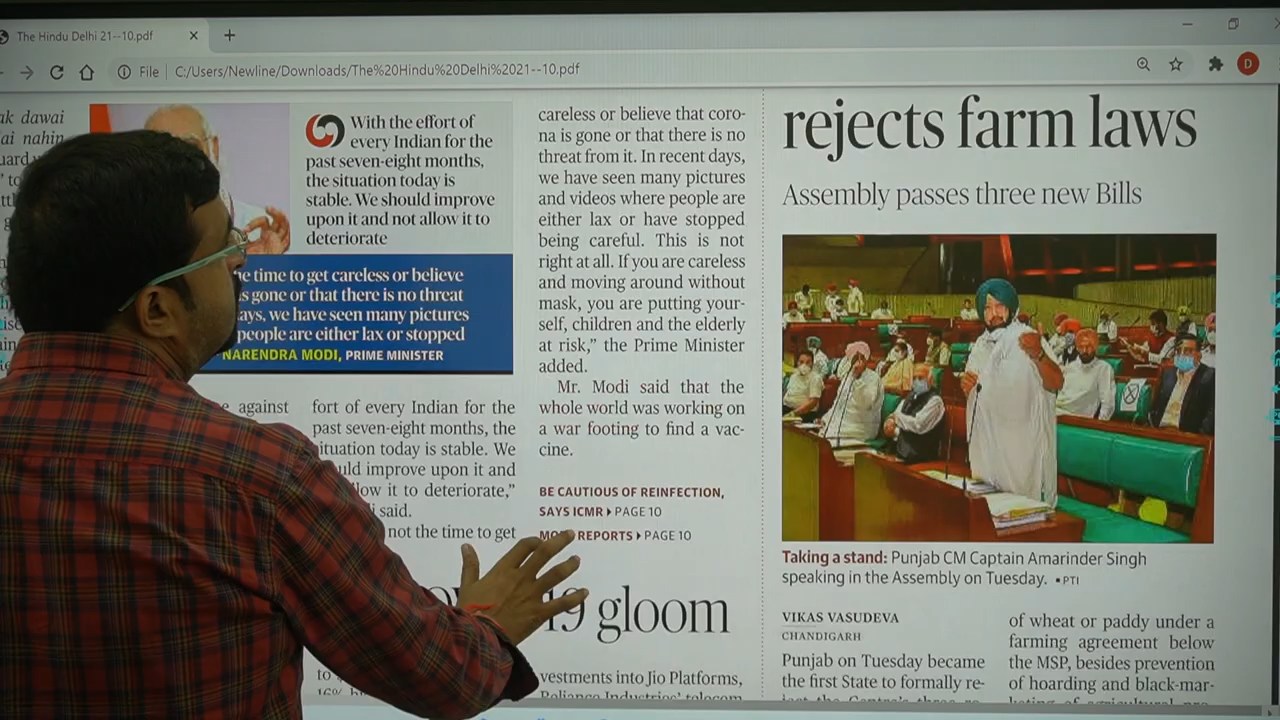 The Hindu Delhi 21--10.pdf
File
C:/Users/Newline/Downloads/The%20Hindu%20Delhi%2021--10.pdf
D
ak dawai
ai nahin
With the effort of
every Indian for the
past seven-eight months,
the situation today is
stable. We should improve
upon it and not allow it to
deteriorate
time to get careless or believe
gone or that there is no threat
we have seen many pictures
people are either lax or stopped
NARENDRA MODI, PRIME MINISTER
against
fort of every Indian for the
past seven-eight months, the
situation today is stable. We
improve upon it and
it to deteriorate,”
said.
not the time to get
careless or believe that coro-
na is gone or that there is no
threat from it. In recent days,
we have seen many pictures
and videos where people are
either lax or have stopped
being careful. This is not
right at all. If you are careless
and moving around without
mask, you are putting your-
self, children and the elderly
at risk,” the Prime Minister
added.
Mr. Modi said that the
whole world was working on
a war footing to find a vac-
cine.
BE CAUTIOUS OF REINFECTION,
SAYS ICMR PAGE 10
REPORTS PAGE 10
19 gloom
to
vestments into Jio Platforms,
Reliance Industries’ telecom
rejects farm laws
Assembly passes three new Bills
Taking a stand: Punjab CM Captain Amarinder Singh
speaking in the Assembly on Tuesday. •PTI
VIKAS VASUDEVA
CHANDIGARH
Punjab on Tuesday became
the first State to formally re-
of wheat or paddy under a
farming agreement below
the MSP, besides prevention
of hoarding and black-mar-